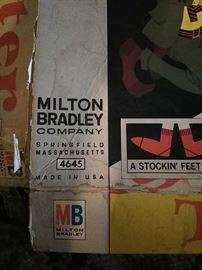 MILTON
BRADLEY
COMPANY
SPRINGFIELD
MASSACHUSETTS
4645
MADE IN USA
A STOCKIN' FEET
MB
MILTON
BRADLEY
T